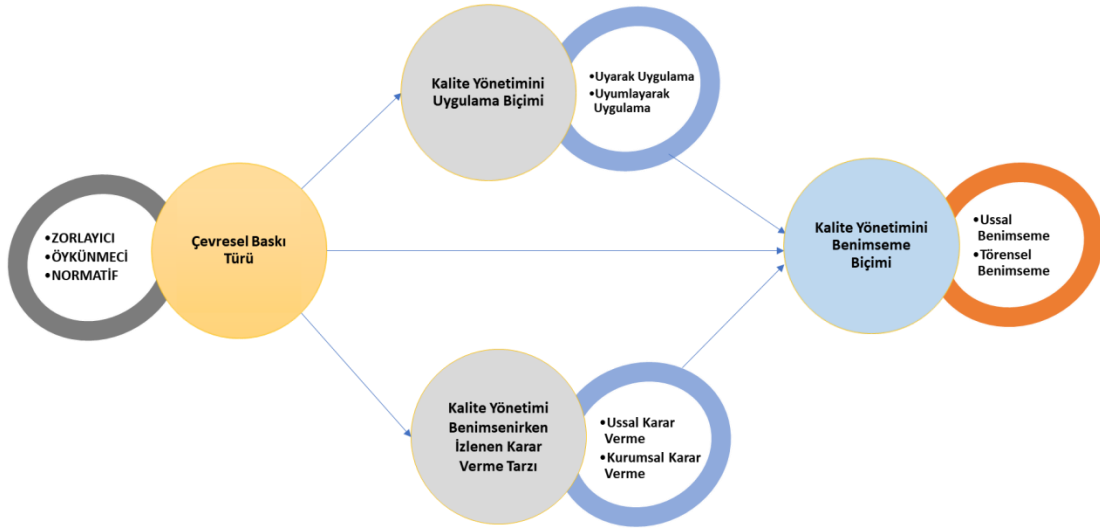 Kalite Yönetimini
Uygulama Biçimi
•Uyarak Uygulama
•Uyumlayarak
Uygulama
•ZORLAYICI
•ÖYKÜNMECİ
•NORMATİF
Çevresel Baskı
Türü
Kalite Yönetimini
Benimseme
Biçimi
•Ussal
Benimseme
•Törensel
Benimseme
Kalite Yönetimi
Benimsenirken
İzlenen Karar
Verme Tarzı
•Ussal Karar
Verme
•Kurumsal Karar
Verme